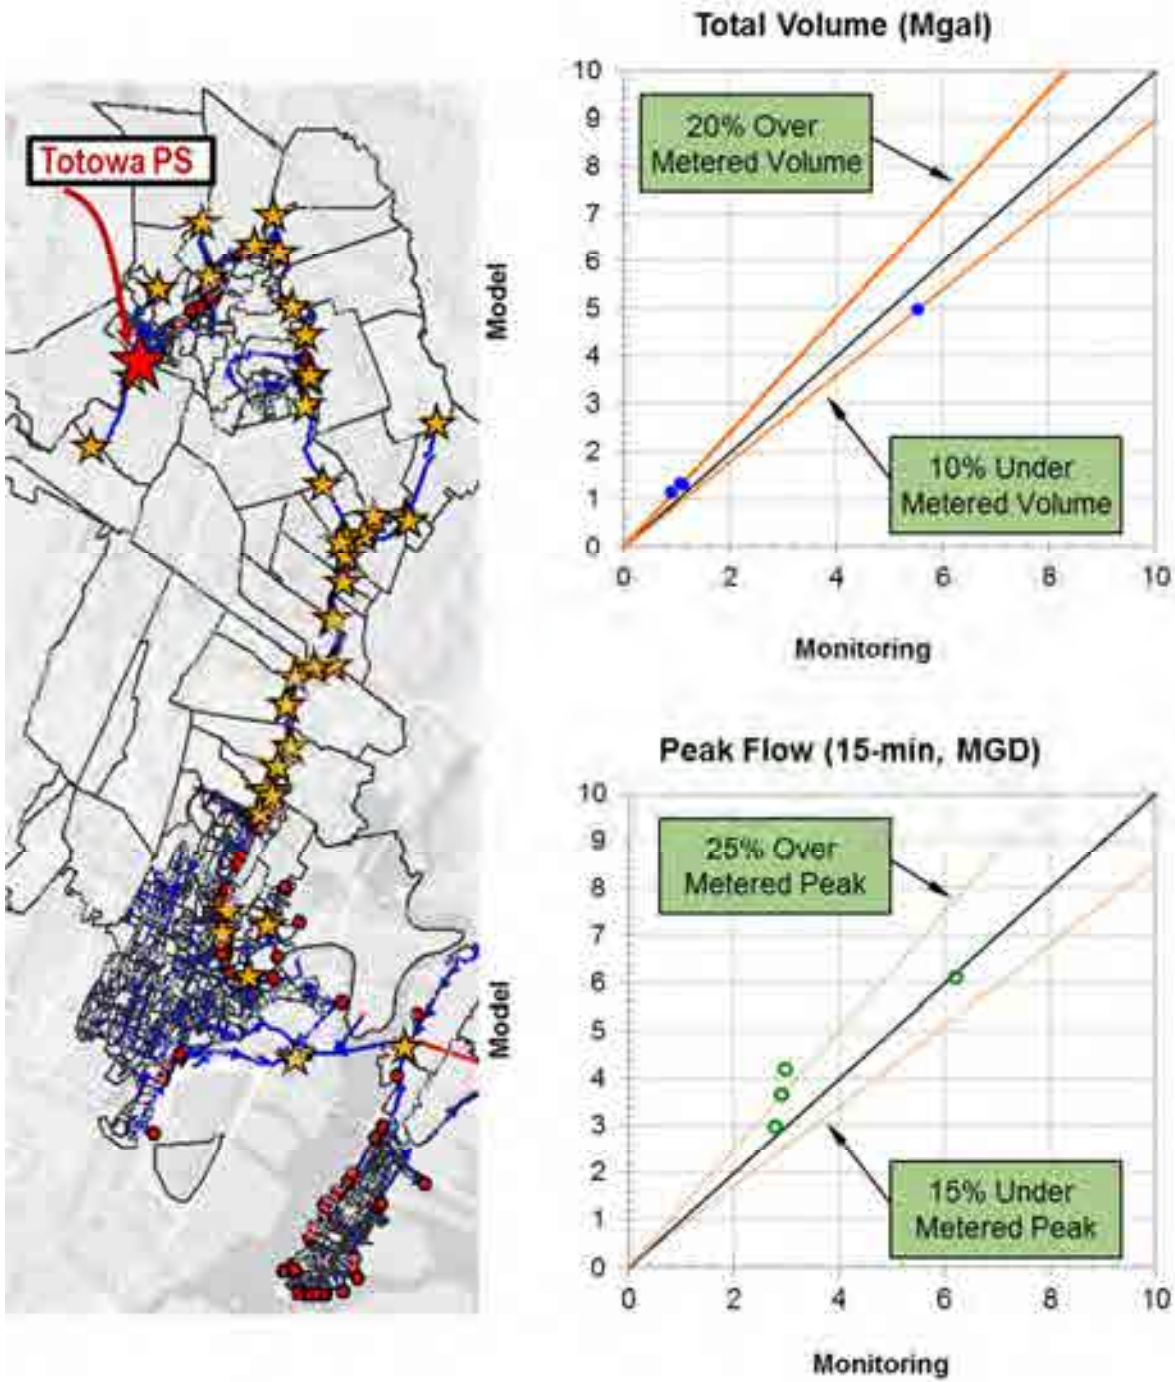 Totowa PS
Total Volume (Mgal)
10
9
8
7
6
5
4
3
2
1
0
0 2 4 6 8 10
Model
20% Over
Metered Volume
10% Under
Metered Volume
Monitoring
Peak Flow (15-min, MGD)
10
9
8
7
6
5
4
3
2
1
0
0 2 4 6 8 10
Model
25% Over
Metered Peak
15% Under
Metered Peak
Monitoring